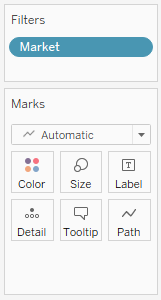 Filters
Market
Marks
Automatic
Color Size Label
Detail Tooltip Path